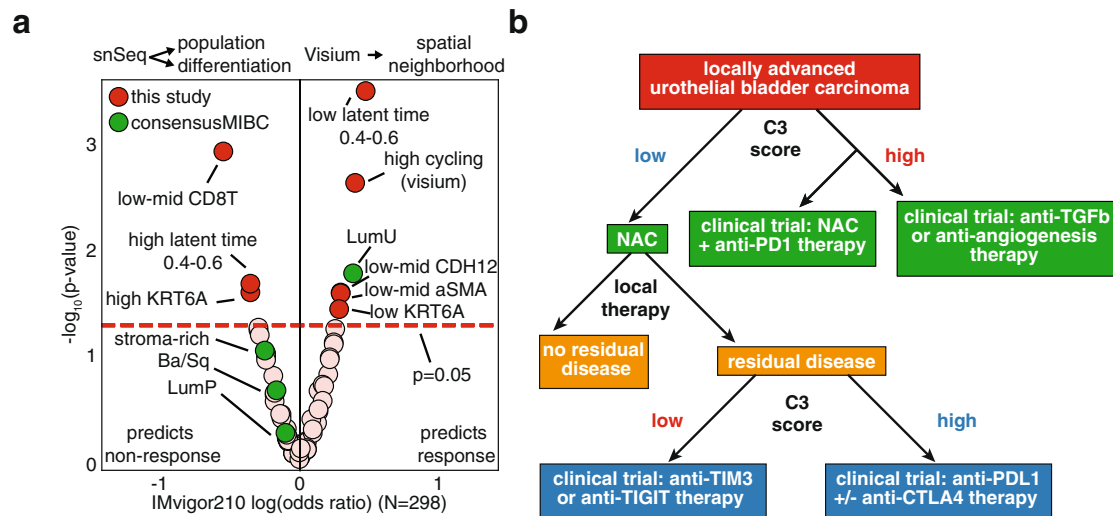 a
snSeq
population
differentiation
Visium
spatial
neighborhood
this study
consensusMIBC
low latent time
0.4-0.6
high cycling
(visium)
low-mid CD8T
high latent time
0.4-0.6
high KRT6A
LumU
low-mid CDH12
low-mid aSMA
low KRT6A
stroma-rich
Ba/Sq
LumP
p=0.05
predicts
non-response
predicts
response
-log10(p-value)
3
2
1
0
-1
0
1
IMvigor210 log(odds ratio) (N=298)
b
locally advanced
urothelial bladder carcinoma
C3
score
low
high
NAC
clinical trial: NAC
+ anti-PD1 therapy
clinical trial: anti-TGFb
or anti-angiogenesis
therapy
local
therapy
no residual
disease
residual disease
C3
score
low
high
clinical trial: anti-TIM3
or anti-TIGIT therapy
clinical trial: anti-PDL1
+/- anti-CTLA4 therapy